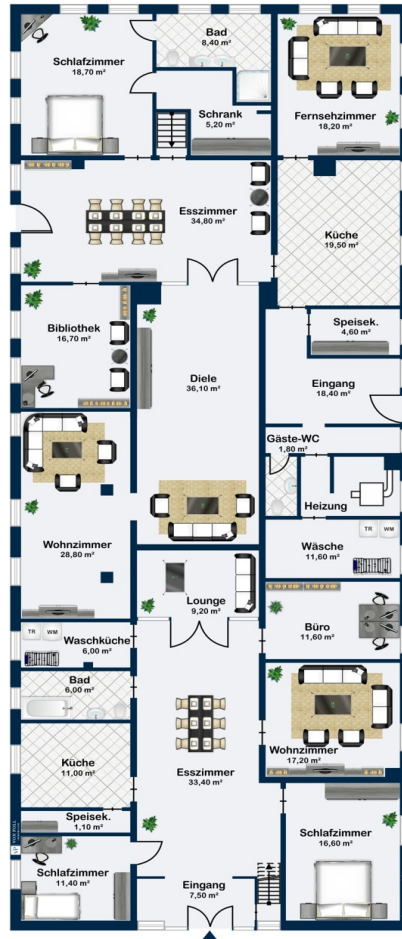 Bad
8,40 m²
Schlafzimmer
18,70 m²
Schrank
5,20 m²
Fernsehzimmer
18,20 m²
Esszimmer
34,80 m²
Küche
19,50 m²
Bibliothek
16,70 m²
Speisek.
4,60 m²
Diele
36,10 m²
Eingang
18,40 m²
Gäste-WC
1,80 m²
Heizung
Wohnzimmer
28,80 m²
TR WM
Wäsche
11,60 m²
Lounge
9,20 m²
Büro
11,60 m²
TR WM
Waschküche
6,00 m²
Bad
6,00 m²
Wohnzimmer
17,20 m²
Küche
11,00 m²
Esszimmer
33,40 m²
Speisek.
1,10 m²
Schlafzimmer
16,60 m²
Schlafzimmer
11,40 m²
Eingang
7,50 m²